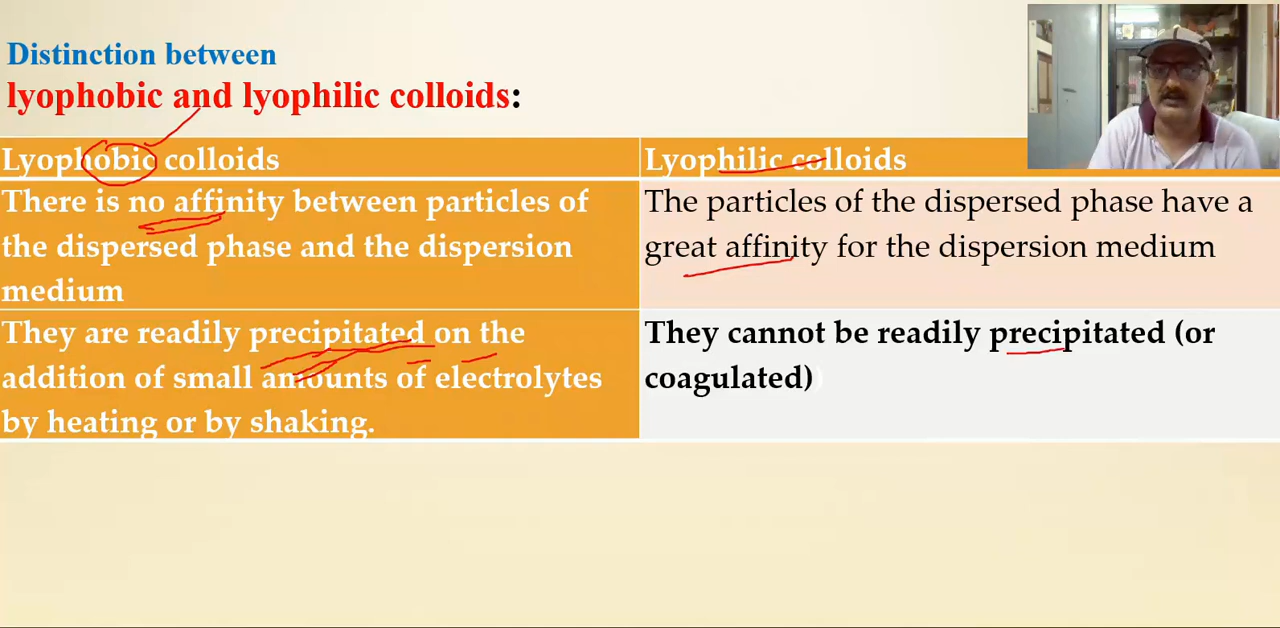 Distinction between
lyophobic and lyophilic colloids:
Lyophobic colloids
Lyophilic colloids
There is no affinity between particles of
the dispersed phase and the dispersion
medium
The particles of the dispersed phase have a
great affinity for the dispersion medium
They are readily precipitated on the
addition of small amounts of electrolytes
by heating or by shaking.
They cannot be readily precipitated (or
coagulated)